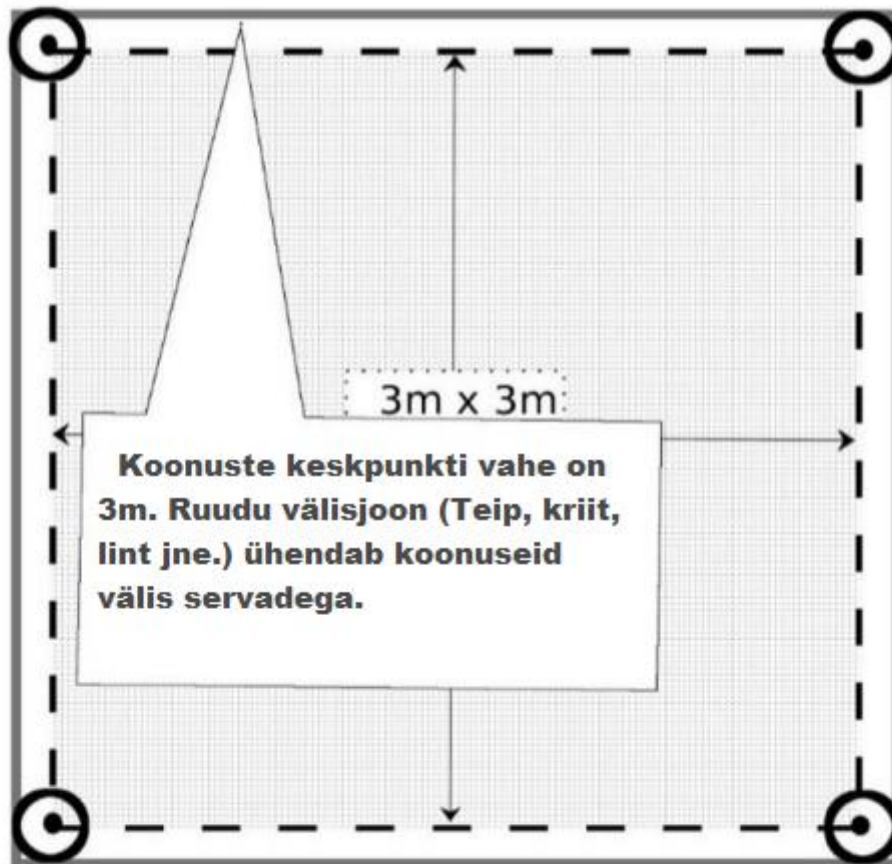 3m x 3m
Koonuste keskpunkti vahe on
3m. Ruudu välisjoon (Teip, kriit,
lint jne.) ühendab koonuseid
välis servadega.